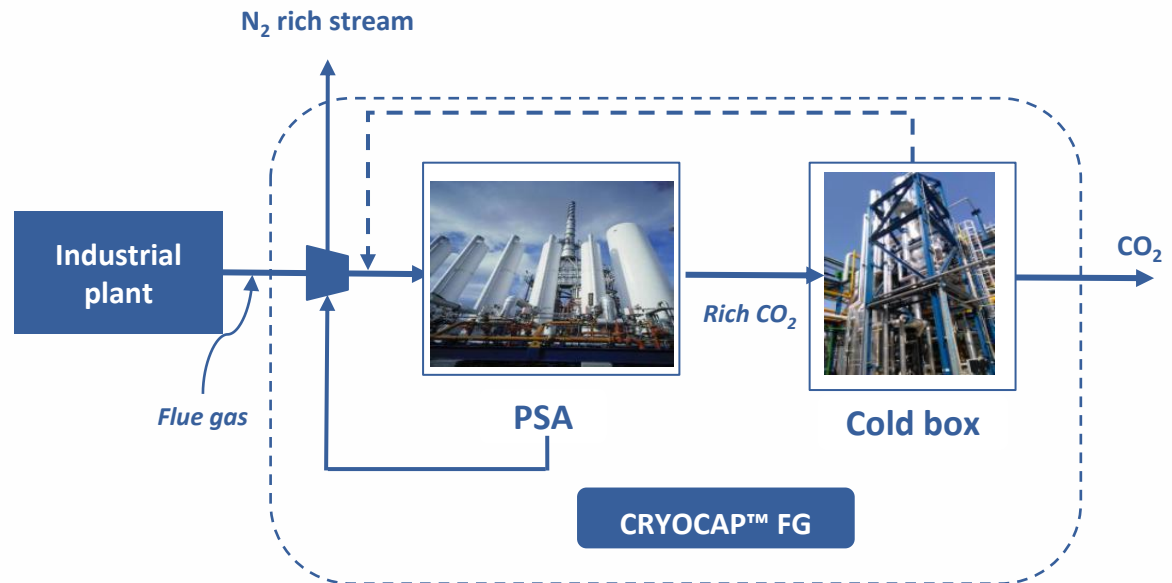 N₂ rich stream
Industrial
plant
CO₂
Rich CO₂
Flue gas
PSA
Cold box
CRYOCAP™ FG